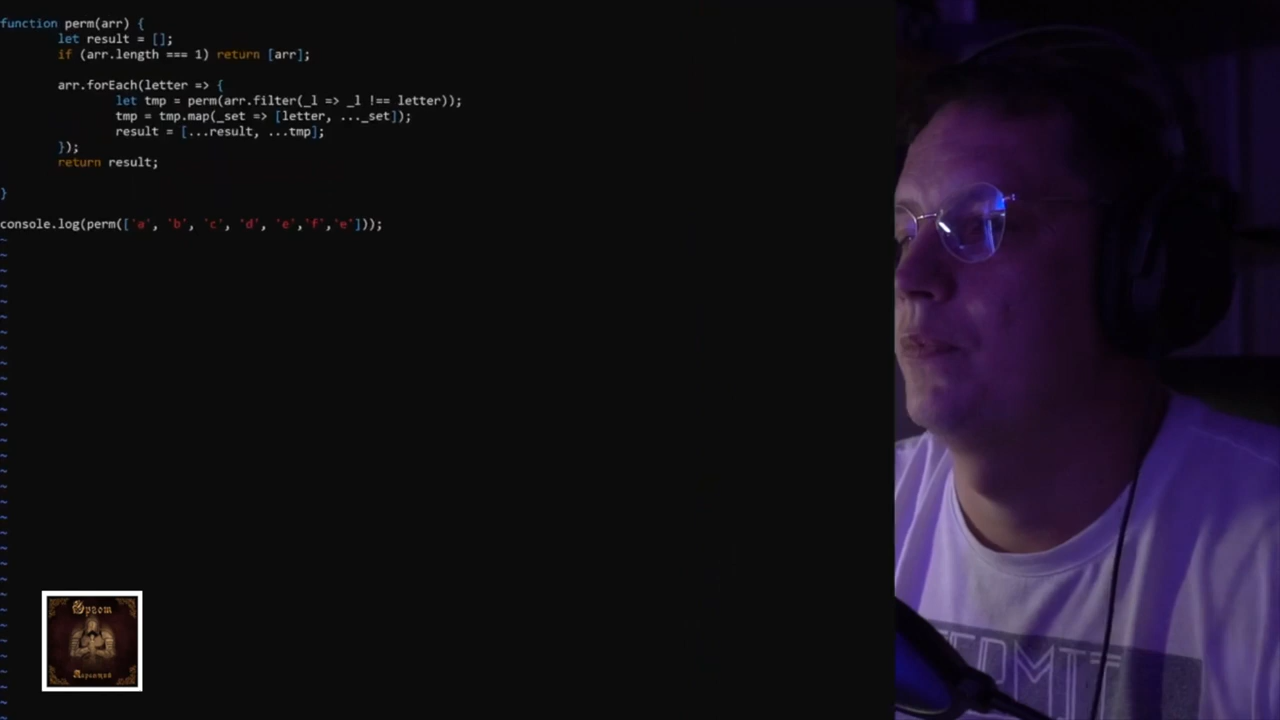 function perm(arr) {
let result = [];
if (arr.length === 1) return [arr];
arr.forEach(letter => {
let tmp = perm(arr.filter(_l => _l !== letter));
tmp = tmp.map(_set => [letter, ..._set]);
result = [...result, ...tmp];
});
return result;
}
console.log(perm(['a', 'b', 'c', 'd', 'e','f','e']));